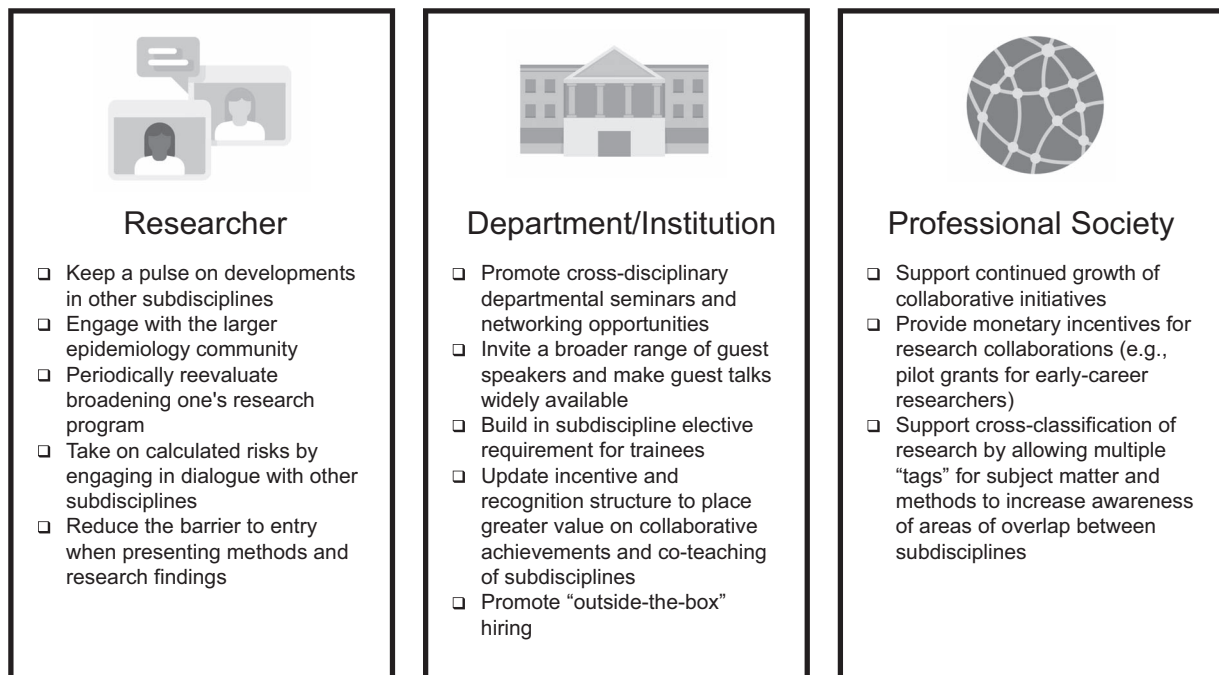 Researcher
❑ Keep a pulse on developments
in other subdisciplines
❑ Engage with the larger
epidemiology community
❑ Periodically reevaluate
broadening one's research
program
❑ Take on calculated risks by
engaging in dialogue with other
subdisciplines
❑ Reduce the barrier to entry
when presenting methods and
research findings
Department/Institution
❑ Promote cross-disciplinary
departmental seminars and
networking opportunities
❑ Invite a broader range of guest
speakers and make guest talks
widely available
❑ Build in subdiscipline elective
requirement for trainees
❑ Update incentive and
recognition structure to place
greater value on collaborative
achievements and co-teaching
of subdisciplines
❑ Promote “outside-the-box”
hiring
Professional Society
❑ Support continued growth of
collaborative initiatives
❑ Provide monetary incentives for
research collaborations (e.g.,
pilot grants for early-career
researchers)
❑ Support cross-classification of
research by allowing multiple
“tags” for subject matter and
methods to increase awareness
of areas of overlap between
subdisciplines